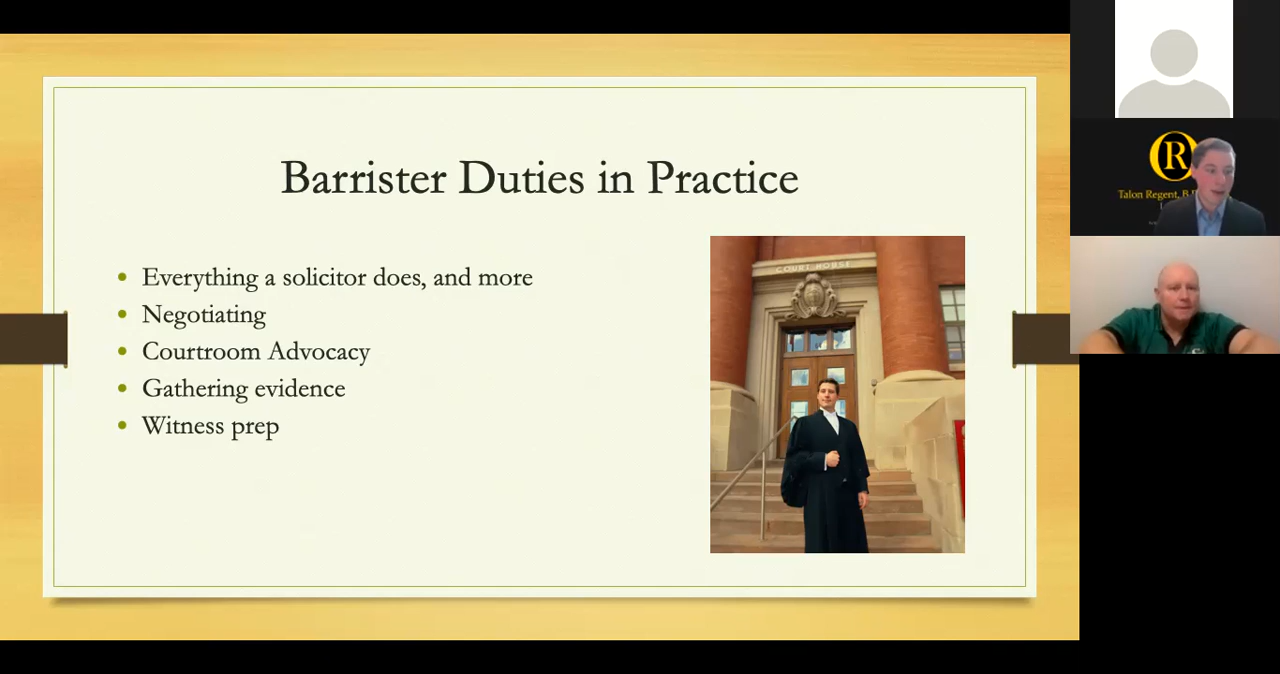 Barrister Duties in Practice
Everything a solicitor does, and more
Negotiating
Courtroom Advocacy
Gathering evidence
Witness prep
COURT HOUSE
R
Talon Regent, B.